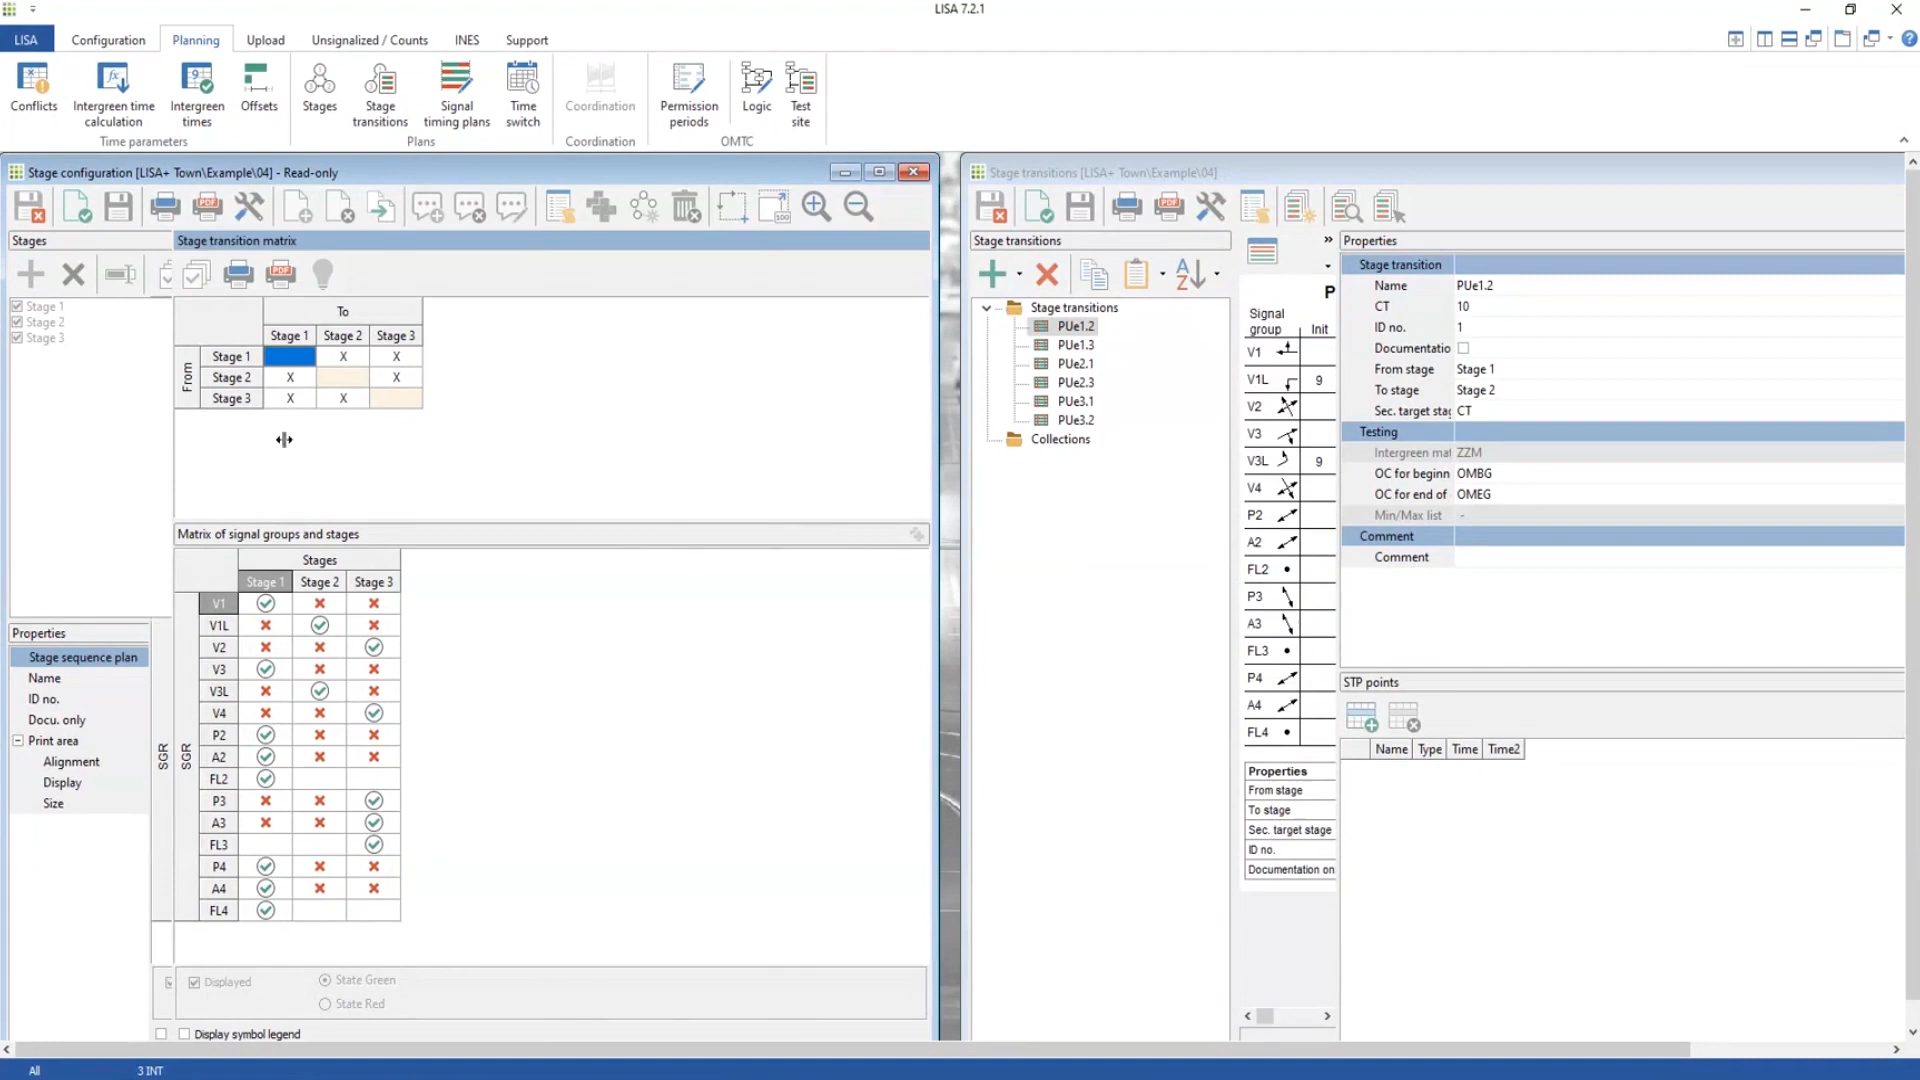 LISA 7.2.1
LISA Configuration Planning Upload Unsignalized / Counts INES Support
Conflicts
Intergreen time calculation
Intergreen times
Offsets
Stages
Stage transitions
Signal timing plans
Time switch
Coordination
Permission periods
Logic
Test site
Time parameters Plans Coordination OMTC
Stage configuration [LISA+ Town\Example\04] - Read-only
PDF
100
Stages
Stage 1
Stage 2
Stage 3
Properties
Stage sequence plan
Name
ID no.
Docu. only
Print area
Alignment
Display
Size
SGR
Stage transition matrix
PDF
To
Stage 1 Stage 2 Stage 3
From
Stage 1 X X
Stage 2 X X
Stage 3 X X
Matrix of signal groups and stages
Stages
Stage 1 Stage 2 Stage 3
SGR
V1
V1L
V2
V3
V3L
V4
P2
A2
FL2
P3
A3
FL3
P4
A4
FL4
Displayed
State Green
State Red
Display symbol legend
Stage transitions [LISA+ Town\Example\04]
PDF
Stage transitions
A
Z
Stage transitions
PUe1.2
PUe1.3
PUe2.1
PUe2.3
PUe3.1
PUe3.2
Collections
»
P
Signal group Init
V1
V1L 9
V2
V3
V3L 9
V4
P2
A2
FL2
P3
A3
FL3
P4
A4
FL4
Properties
From stage
To stage
Sec. target stage
ID no.
Documentation on
Properties
Stage transition
Name PUe1.2
CT 10
ID no. 1
Documentatio
From stage Stage 1
To stage Stage 2
Sec. target stag CT
Testing
Intergreen mat ZZM
OC for beginn OMBG
OC for end of OMEG
Min/Max list -
Comment
Comment
STP points
Name Type Time Time2
All 3 INT